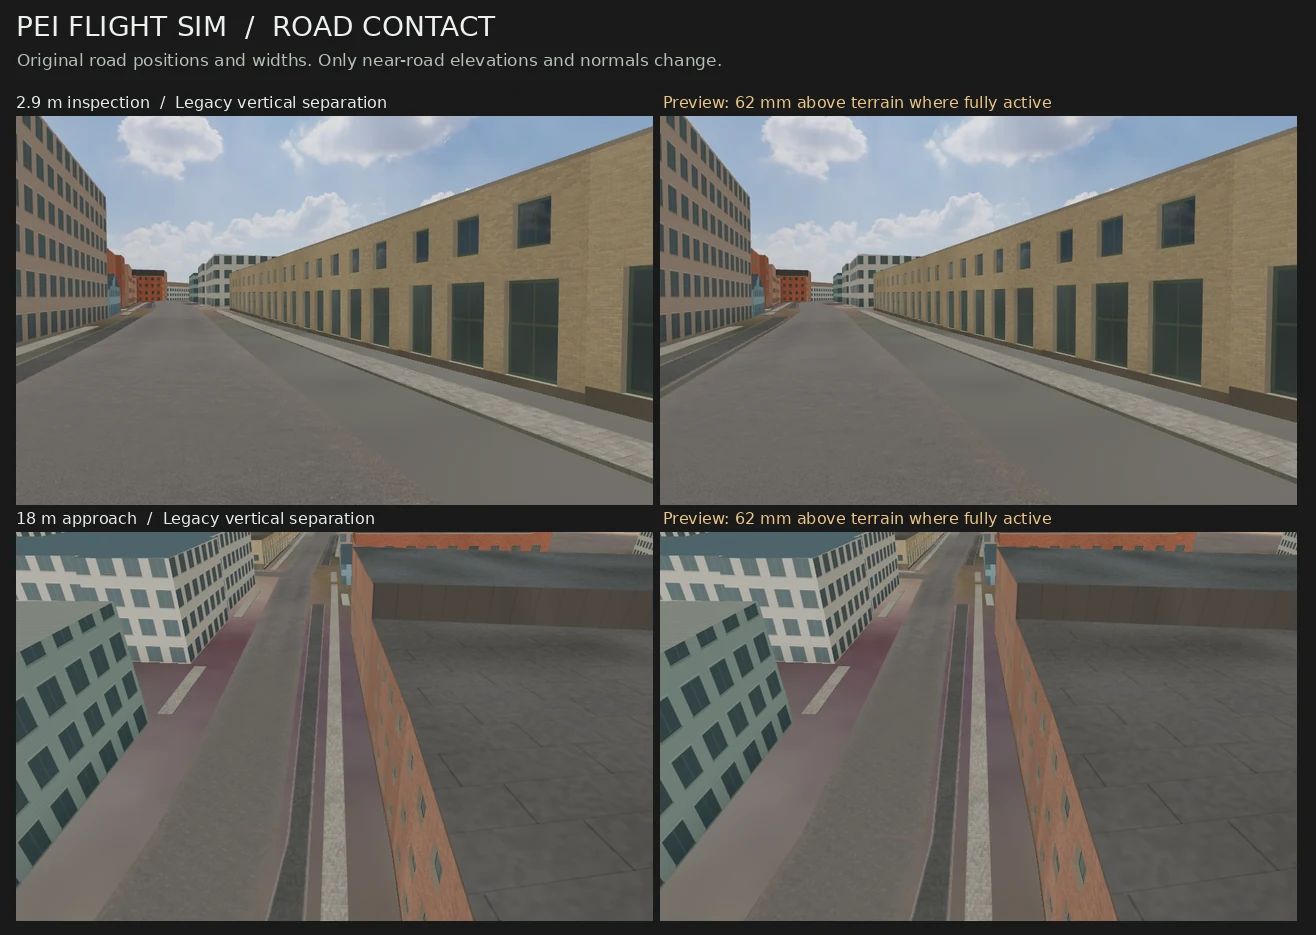 PEI FLIGHT SIM / ROAD CONTACT
Original road positions and widths. Only near-road elevations and normals change.
2.9 m inspection / Legacy vertical separation
Preview: 62 mm above terrain where fully active
18 m approach / Legacy vertical separation
Preview: 62 mm above terrain where fully active